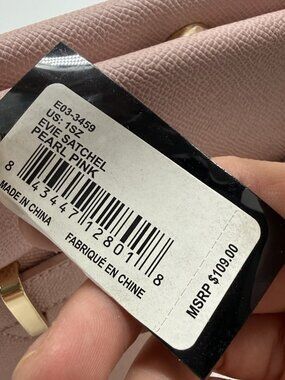 E03-3459
US: 1SZ
EVIE SATCHEL
PEARL PINK
8 43447 12801 8
MADE IN CHINA
FABRIQUÉ EN CHINE
MSRP $109.00